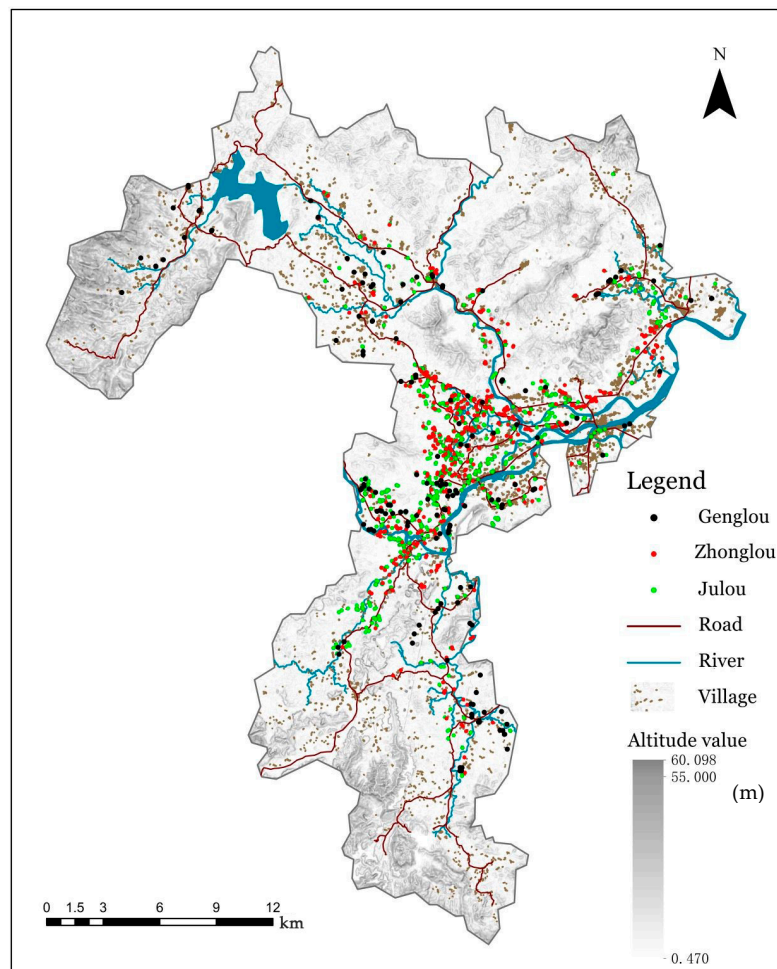 N
Legend
Genglou
Zhonglou
Julou
Road
River
Village
Altitude value
60.098
55.000
(m)
0.470
0 1.5 3 6 9 12
km